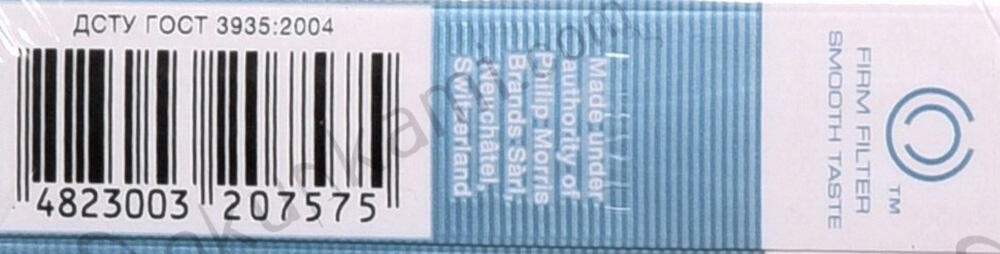 ДСТУ ГОСТ 3935:2004
4823003 207575
Made under
authority of
Philip Morris
Brands Sàrl,
Neuchâtel,
Switzerland
FIRM FILTER
SMOOTH TASTE
TM